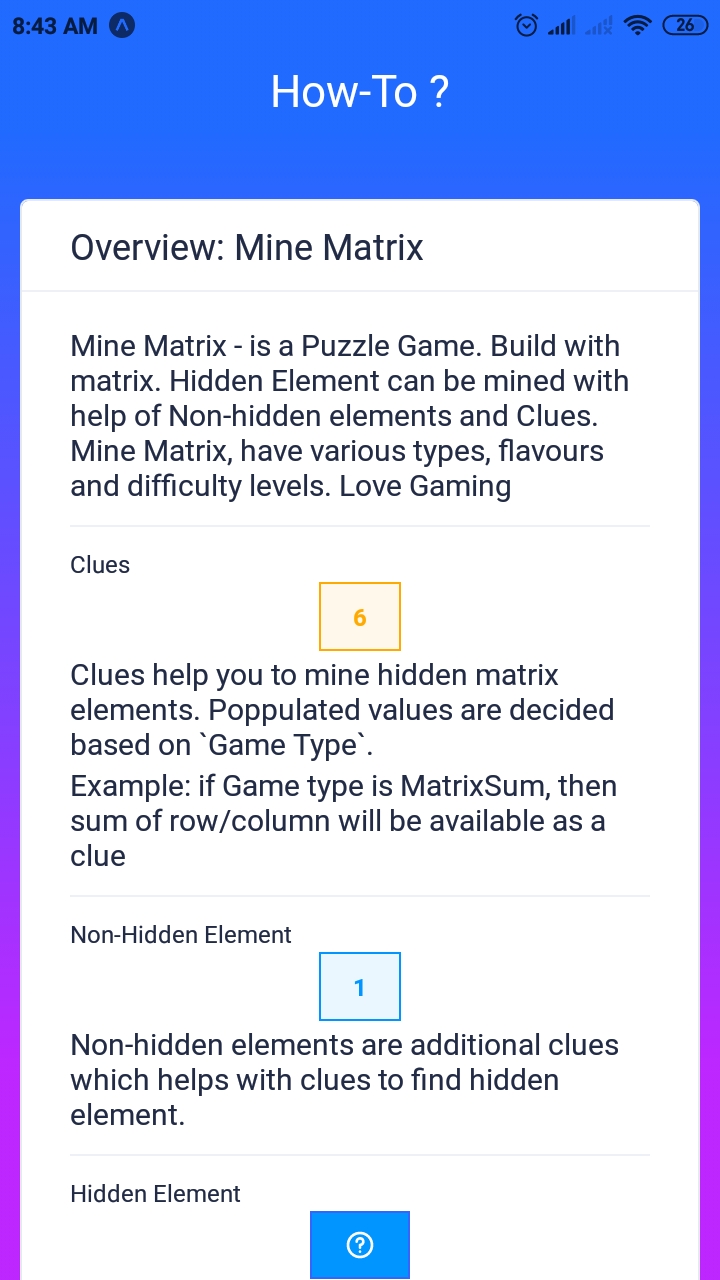 8:43 AM
26
How-To ?
Overview: Mine Matrix
Mine Matrix - is a Puzzle Game. Build with
matrix. Hidden Element can be mined with
help of Non-hidden elements and Clues.
Mine Matrix, have various types, flavours
and difficulty levels. Love Gaming
Clues
6
Clues help you to mine hidden matrix
elements. Poppulated values are decided
based on `Game Type`.
Example: if Game type is MatrixSum, then
sum of row/column will be available as a
clue
Non-Hidden Element
1
Non-hidden elements are additional clues
which helps with clues to find hidden
element.
Hidden Element
?